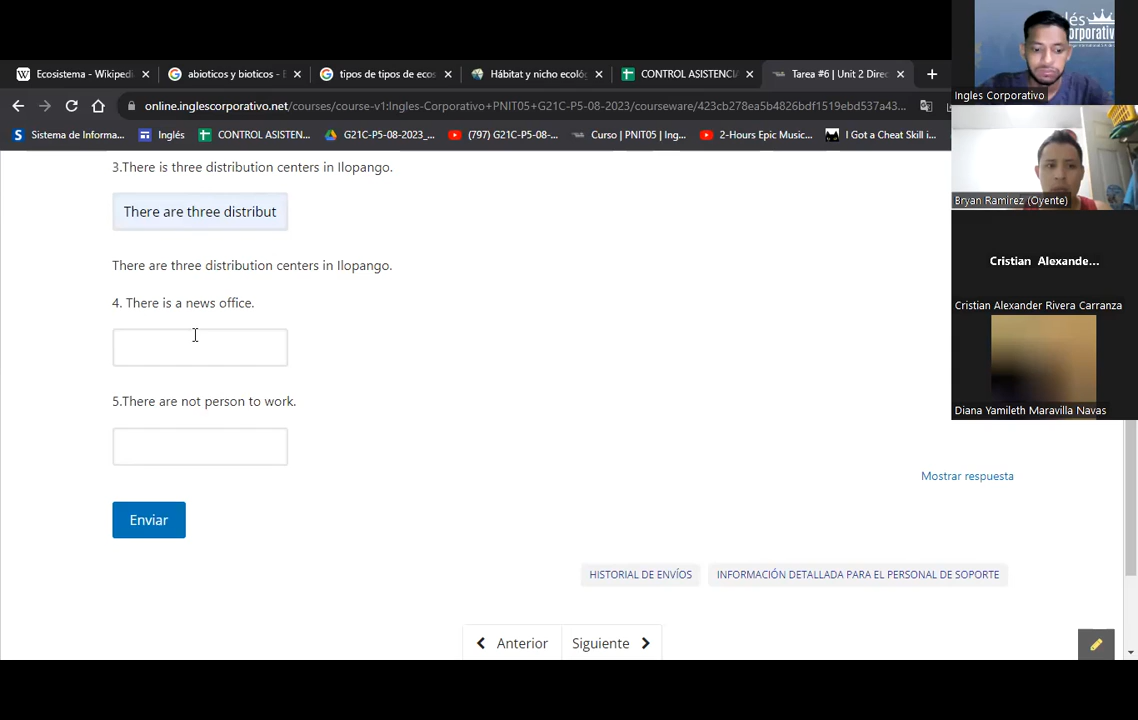 Ecosistema - Wikiped
abioticos y bioticos -
tipos de tipos de ecos
Hábitat y nicho ecoló
CONTROL ASISTENCI
Tarea #6 | Unit 2 Dire
online.inglescorporativo.net/courses/course-v1:Ingles-Corporativo+PNIT05+G21C-P5-08-2023/courseware/423cb278ea5b4826bdf1519ebd537a43...
Sistema de Informa...
Inglés
CONTROL ASISTEN...
G21C-P5-08-2023_...
(797) G21C-P5-08-...
Curso | PNIT05 | Ing...
2-Hours Epic Music...
I Got a Cheat Skill i...
3.There is three distribution centers in Ilopango.
There are three distribut
There are three distribution centers in Ilopango.
4. There is a news office.
5.There are not person to work.
Mostrar respuesta
Enviar
HISTORIAL DE ENVÍOS
INFORMACIÓN DETALLADA PARA EL PERSONAL DE SOPORTE
Anterior
Siguiente
Ingles Corporativo
Bryan Ramirez (Oyente)
Cristian Alexande...
Cristian Alexander Rivera Carranza
Diana Yamileth Maravilla Navas